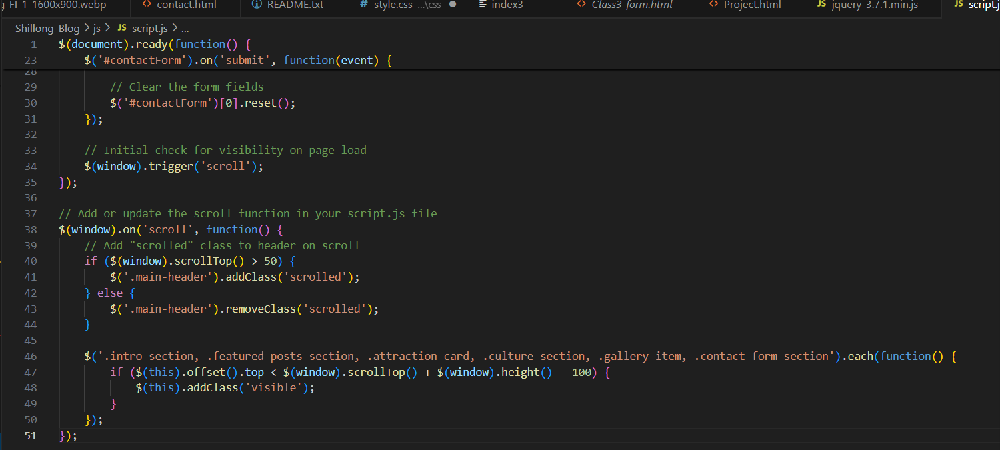 g-FI-1-1600x900.webp contact.html README.txt style.css ...\css index3 Class3_form.html Project.html JS jquery-3.7.1.min.js JS script.j
Shillong_Blog > js > JS script.js > ...
1 $(document).ready(function() {
23 $('#contactForm').on('submit', function(event) {
28
29 // Clear the form fields
30 $('#contactForm')[0].reset();
31 });
32
33 // Initial check for visibility on page load
34 $(window).trigger('scroll');
35 });
36
37 // Add or update the scroll function in your script.js file
38 $(window).on('scroll', function() {
39 // Add "scrolled" class to header on scroll
40 if ($(window).scrollTop() > 50) {
41 $('.main-header').addClass('scrolled');
42 } else {
43 $('.main-header').removeClass('scrolled');
44 }
45
46 $('.intro-section, .featured-posts-section, .attraction-card, .culture-section, .gallery-item, .contact-form-section').each(function() {
47 if ($(this).offset().top < $(window).scrollTop() + $(window).height() - 100) {
48 $(this).addClass('visible');
49 }
50 });
51 });